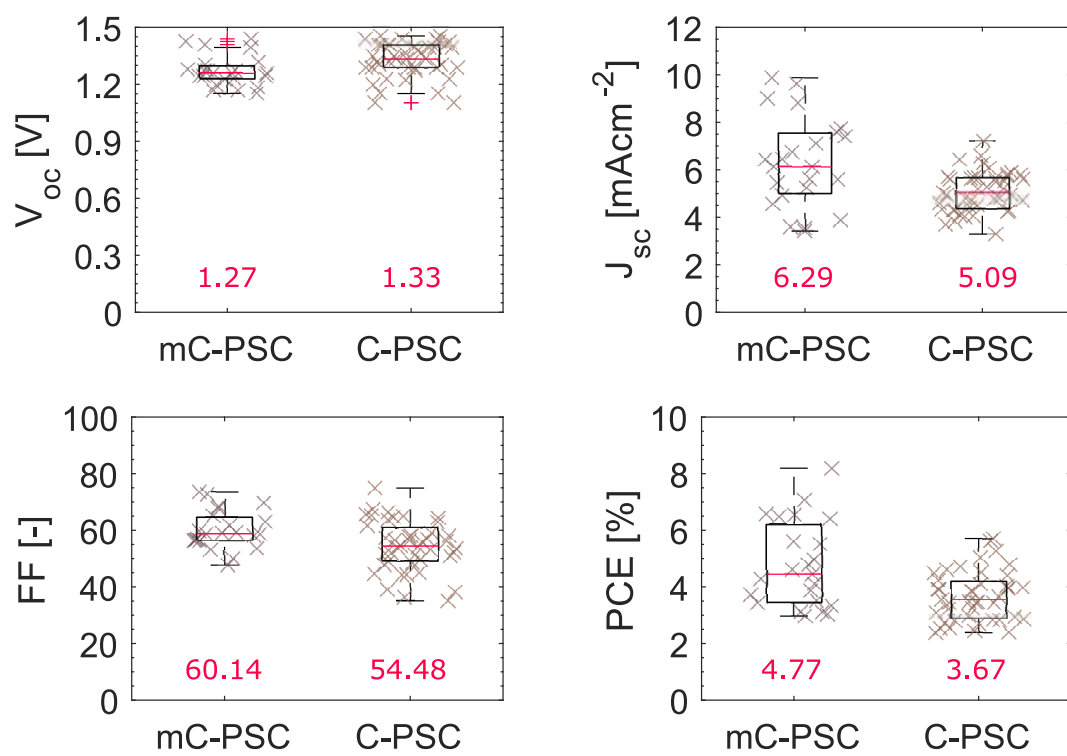 V_oc [V]
1.5
1.2
0.9
0.6
0.3
0
1.27
1.33
mC-PSC
C-PSC
J_sc [mAcm^-2]
12
10
8
6
4
2
0
6.29
5.09
mC-PSC
C-PSC
FF [-]
100
80
60
40
20
0
60.14
54.48
mC-PSC
C-PSC
PCE [%]
10
8
6
4
2
0
4.77
3.67
mC-PSC
C-PSC